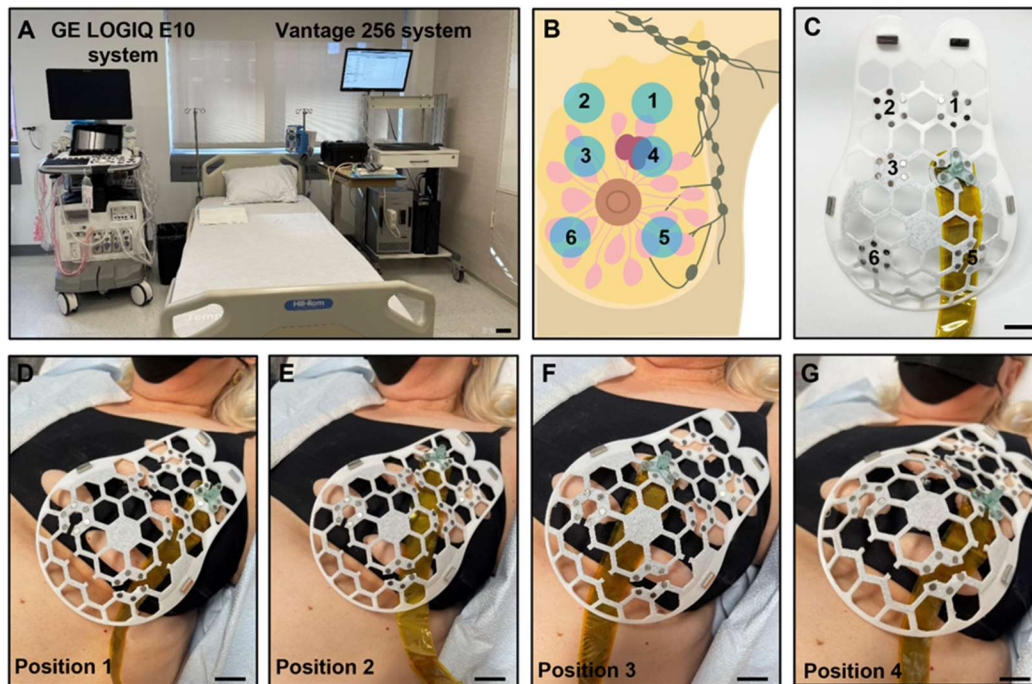 A
GE LOGIQ E10
system
Vantage 256 system
Hill-Rom
B
2
1
3
4
6
5
C
2
1
3
6
5
D
Position 1
E
Position 2
F
Position 3
G
Position 4